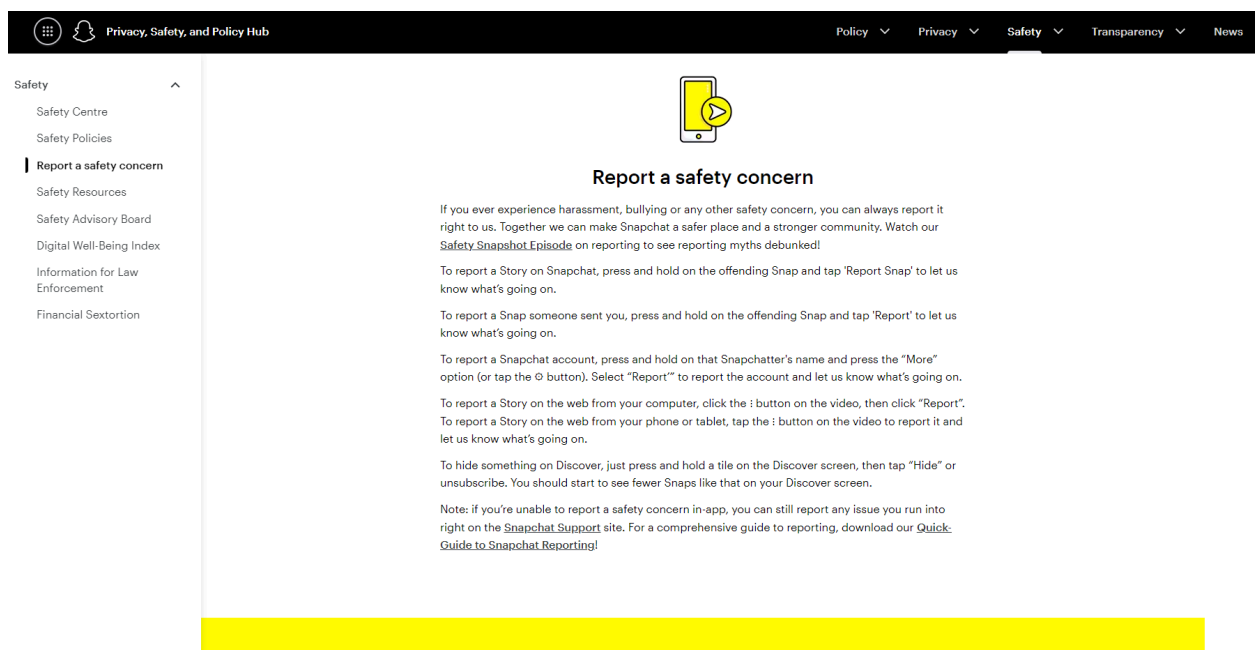 Privacy, Safety, and Policy Hub
Policy
Privacy
Safety
Transparency
News
Safety
Safety Centre
Safety Policies
Report a safety concern
Safety Resources
Safety Advisory Board
Digital Well-Being Index
Information for Law
Enforcement
Financial Sextortion
Report a safety concern
If you ever experience harassment, bullying or any other safety concern, you can always report it
right to us. Together we can make Snapchat a safer place and a stronger community. Watch our
Safety Snapshot Episode on reporting to see reporting myths debunked!
To report a Story on Snapchat, press and hold on the offending Snap and tap 'Report Snap' to let us
know what's going on.
To report a Snap someone sent you, press and hold on the offending Snap and tap 'Report' to let us
know what's going on.
To report a Snapchat account, press and hold on that Snapchatter's name and press the “More”
option (or tap the ⚙ button). Select “Report’” to report the account and let us know what’s going on.
To report a Story on the web from your computer, click the ⋮ button on the video, then click “Report”.
To report a Story on the web from your phone or tablet, tap the ⋮ button on the video to report it and
let us know what’s going on.
To hide something on Discover, just press and hold a tile on the Discover screen, then tap “Hide” or
unsubscribe. You should start to see fewer Snaps like that on your Discover screen.
Note: if you’re unable to report a safety concern in-app, you can still report any issue you run into
right on the Snapchat Support site. For a comprehensive guide to reporting, download our Quick-
Guide to Snapchat Reporting!